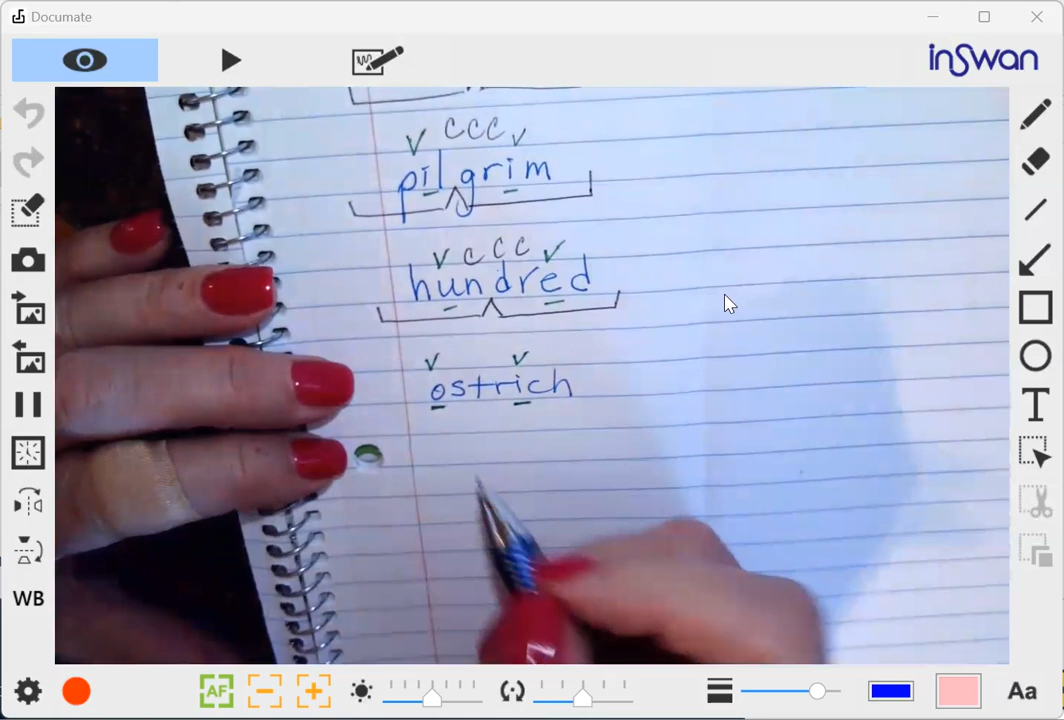 Documate
inSwan
v CCC v
pilgrim
v CCC v
hundred
v v
ostrich
WB
AF
T
Aa